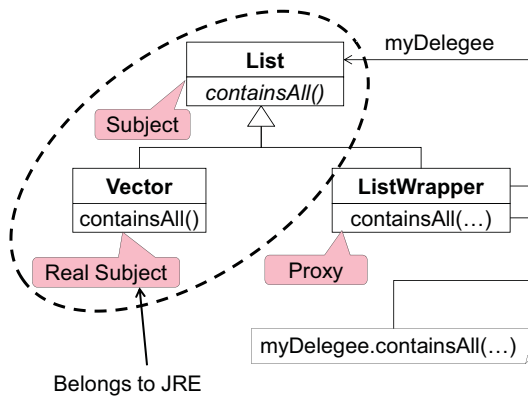 List
myDelegee
containsAll()
Subject
Vector
ListWrapper
containsAll()
containsAll(…)
Real Subject
Proxy
myDelegee.containsAll(…)
Belongs to JRE